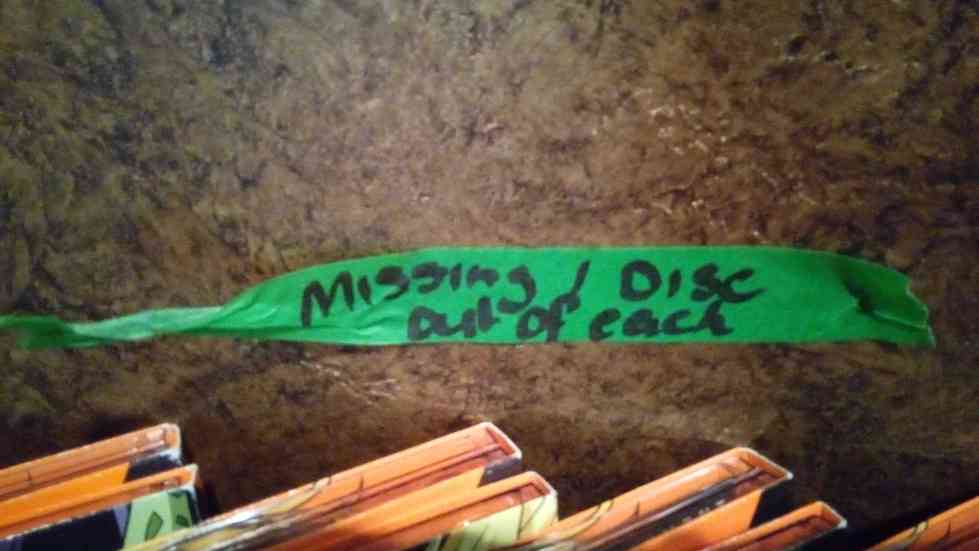 Missing 1 Disc
out of each